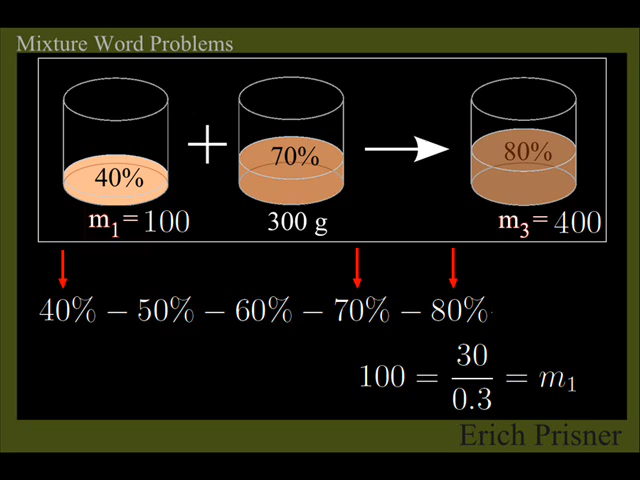 Mixture Word Problems
40% + 70% → 80%
m₁= 100 300 g m₃= 400
40% – 50% – 60% – 70% – 80%
100 = 30/0.3 = m₁
Erich Prisner